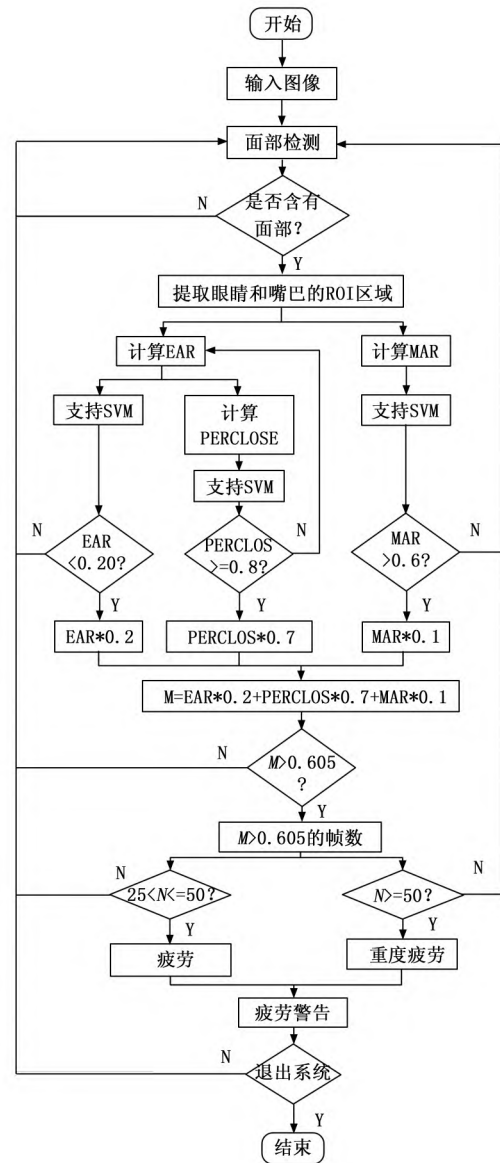 开始
输入图像
面部检测
N
是否含有
面部?
Y
提取眼睛和嘴巴的ROI区域
计算EAR
计算MAR
支持SVM
计算
PERCLOSE
支持SVM
支持SVM
N
EAR
<0.20?
Y
PERCLOS
>=0.8?
N
Y
MAR
>0.6?
N
Y
EAR*0.2
PERCLOS*0.7
MAR*0.1
M=EAR*0.2+PERCLOS*0.7+MAR*0.1
N
M>0.605
?
Y
M>0.605的帧数
N
25<N<=50?
Y
N>=50?
N
Y
疲劳
重度疲劳
疲劳警告
N
退出系统
Y
结束